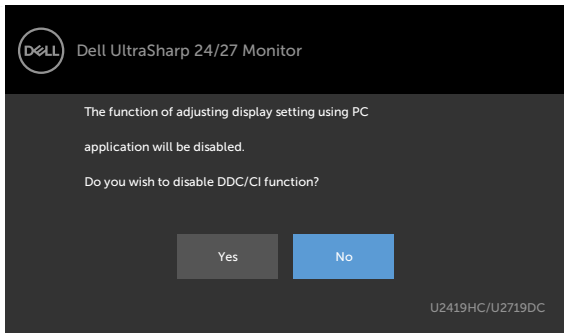 DELL Dell UltraSharp 24/27 Monitor
The function of adjusting display setting using PC
application will be disabled.
Do you wish to disable DDC/CI function?
Yes No
U2419HC/U2719DC